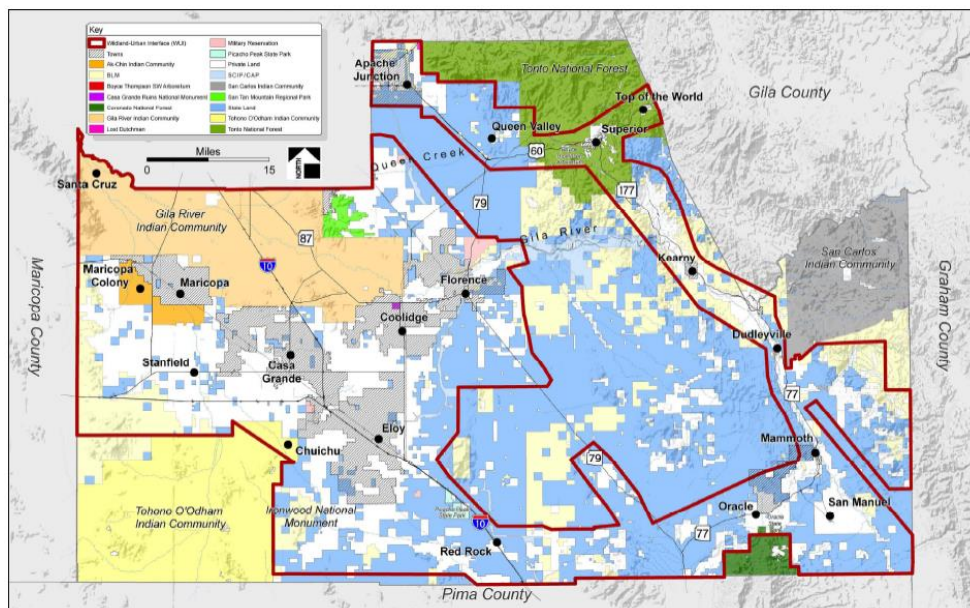 Key
Wildland-Urban Interface (WUI)
Towns
Ak-Chin Indian Community
BLM
Boyce Thompson SW Arboretum
Casa Grande Ruins National Monument
Coronado National Forest
Gila River Indian Community
Lost Dutchman
Military Reservation
Picacho Peak State Park
Private Land
SCIP/CAP
San Carlos Indian Community
San Tan Mountain Regional Park
State Land
Tohono O'Odham Indian Community
Tonto National Forest
Miles
0 15
NORTH
Apache
Junction
Tonto National Forest
Gila County
Top of the World
Queen Valley
Superior
60
Queen Creek
177
79
Santa Cruz
Gila River
Indian Community
87
Gila River
San Carlos
Indian Community
10
Kearny
Maricopa County
Maricopa
Colony
Maricopa
Florence
Graham County
Coolidge
Dudleyville
Stanfield
Casa
Grande
77
Eloy
Chuichu
79
Mammoth
Tohono O'Odham
Indian Community
Ironwood National
Monument
Picacho Peak
State Park
10
Oracle
San Manuel
Red Rock
77
Pima County